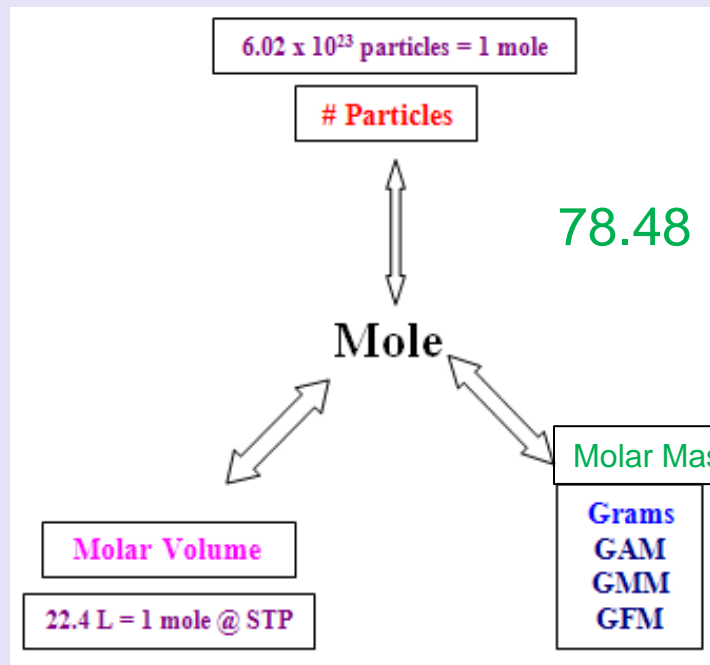 6.02 x 10²³ particles = 1 mole
# Particles
78.48
Mole
Molar Mas
Grams
GAM
GMM
GFM
Molar Volume
22.4 L = 1 mole @ STP